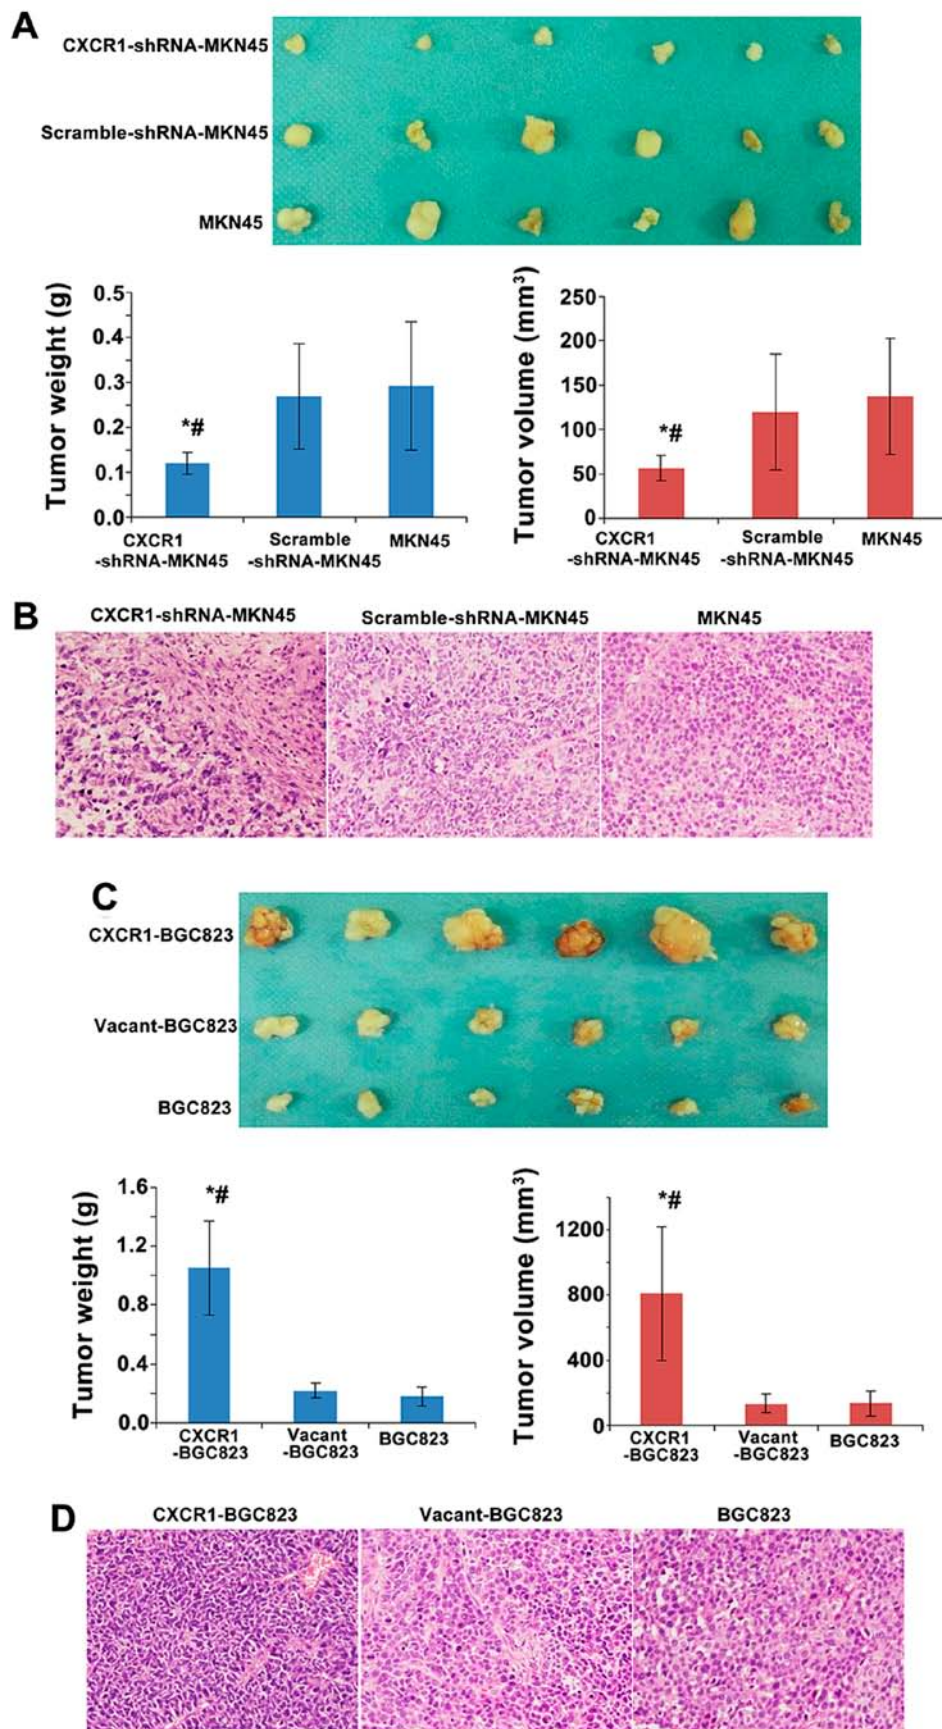 A
CXCR1-shRNA-MKN45
Scramble-shRNA-MKN45
MKN45
Tumor weight (g)
0.5
0.4
0.3
0.2
0.1
0.0
*#
CXCR1
-shRNA-MKN45
Scramble
-shRNA-MKN45
MKN45
Tumor volume (mm³)
250
200
150
100
50
0
*#
CXCR1
-shRNA-MKN45
Scramble
-shRNA-MKN45
MKN45
B
CXCR1-shRNA-MKN45
Scramble-shRNA-MKN45
MKN45
C
CXCR1-BGC823
Vacant-BGC823
BGC823
Tumor weight (g)
1.6
1.2
0.8
0.4
0.0
*#
CXCR1
-BGC823
Vacant
-BGC823
BGC823
Tumor volume (mm³)
1200
800
400
0
*#
CXCR1
-BGC823
Vacant
-BGC823
BGC823
D
CXCR1-BGC823
Vacant-BGC823
BGC823